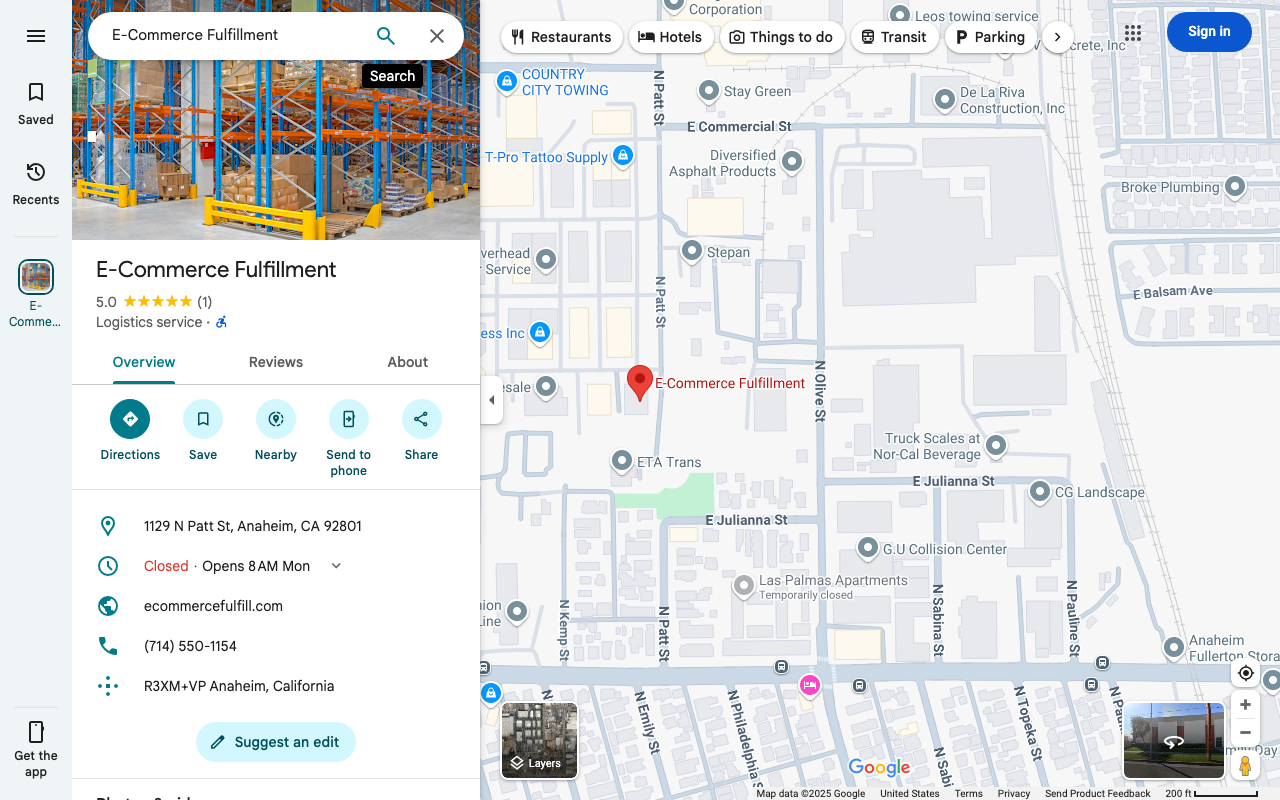 E-Commerce Fulfillment
Search
Saved
Recents
E-
Comme...
Get the
app
E-Commerce Fulfillment
5.0 (1)
Logistics service ·
Overview
Reviews
About
Directions
Save
Nearby
Send to
phone
Share
1129 N Patt St, Anaheim, CA 92801
Closed · Opens 8 AM Mon
ecommercefulfill.com
(714) 550-1154
R3XM+VP Anaheim, California
Suggest an edit
Restaurants
Hotels
Things to do
Transit
Parking
Sign in
Corporation
Leos towing service
COUNTRY
CITY TOWING
N Patt St
Stay Green
De La Riva
Construction, Inc
E Commercial St
T-Pro Tattoo Supply
Diversified
Asphalt Products
Broke Plumbing
verhead
r Service
Stepan
N Patt St
E Balsam Ave
ess Inc
esale
E-Commerce Fulfillment
N Olive St
ETA Trans
Truck Scales at
Nor-Cal Beverage
E Julianna St
CG Landscape
E Julianna St
G.U Collision Center
Las Palmas Apartments
Temporarily closed
nion
Line
N Kemp St
N Patt St
N Sabina St
N Pauline St
Anaheim
Fullerton Stora
N Emily St
N Philadelphia S
N Sabi
N Topeka St
N Pau
mily Day
Layers
Google
Map data ©2025 Google
United States
Terms
Privacy
Send Product Feedback
200 ft